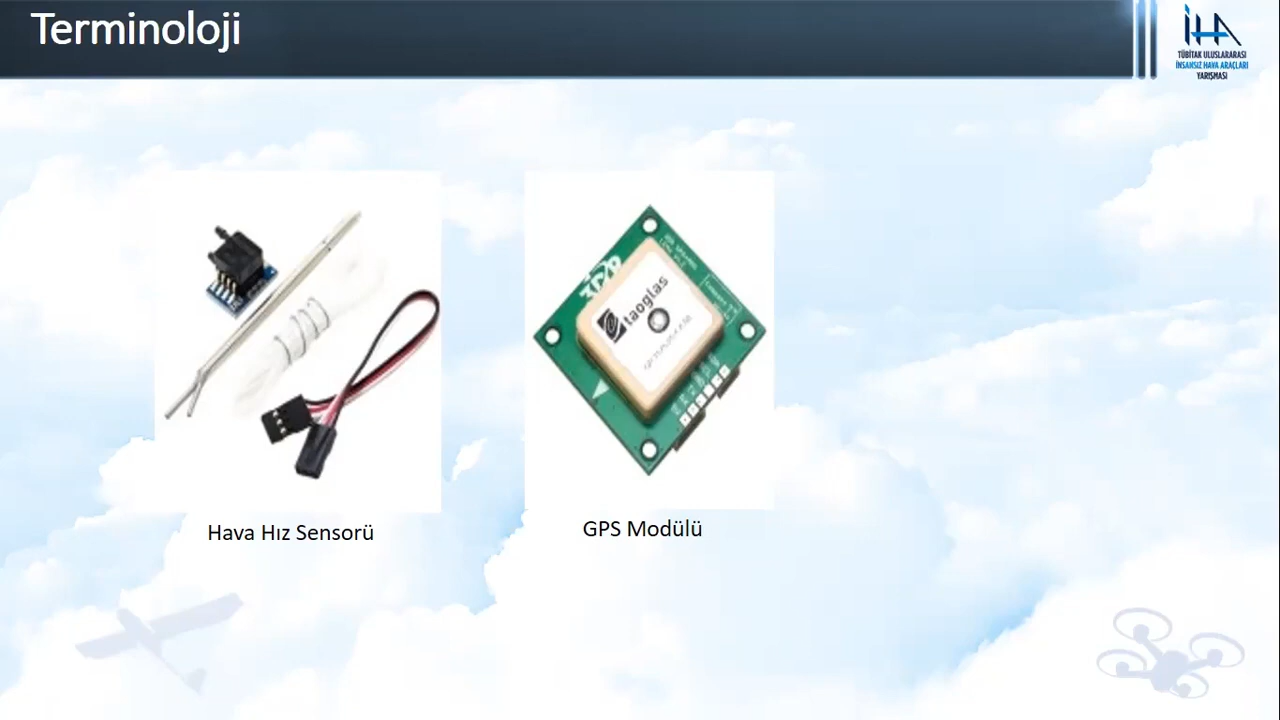 Terminoloji
İHA
TÜBİTAK ULUSLARARASI
İNSANSIZ HAVA ARAÇLARI
YARIŞMASI
taoglas
Hava Hız Sensorü
GPS Modülü